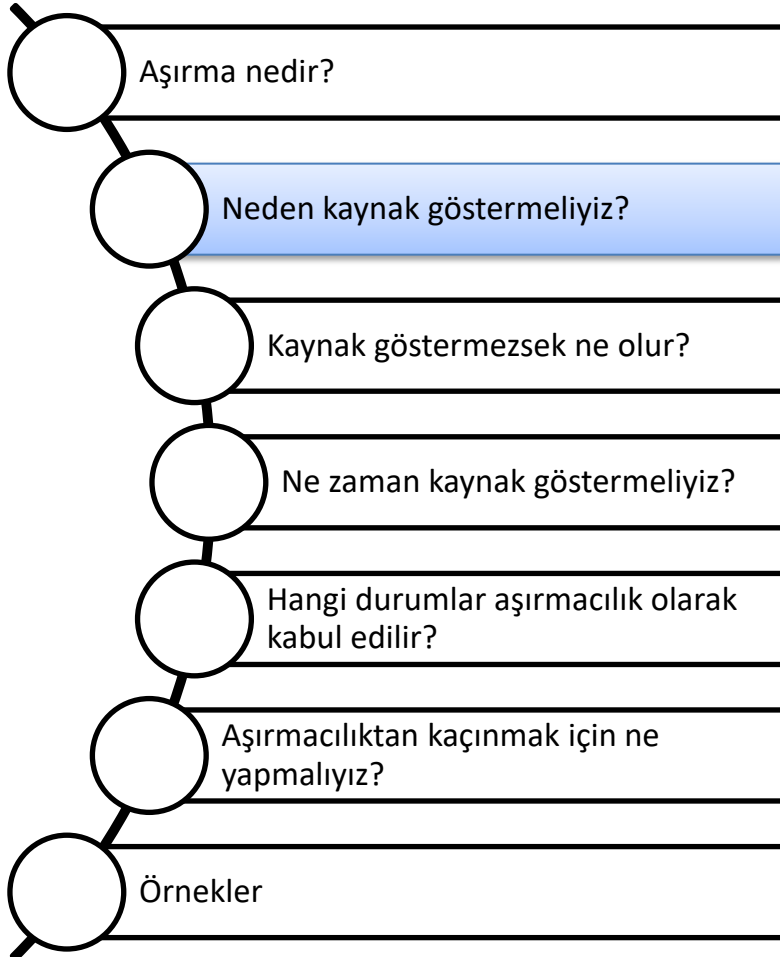 Aşırma nedir?
Neden kaynak göstermeliyiz?
Kaynak göstermezsek ne olur?
Ne zaman kaynak göstermeliyiz?
Hangi durumlar aşırmacılık olarak
kabul edilir?
Aşırmacılıktan kaçınmak için ne
yapmalıyız?
Örnekler